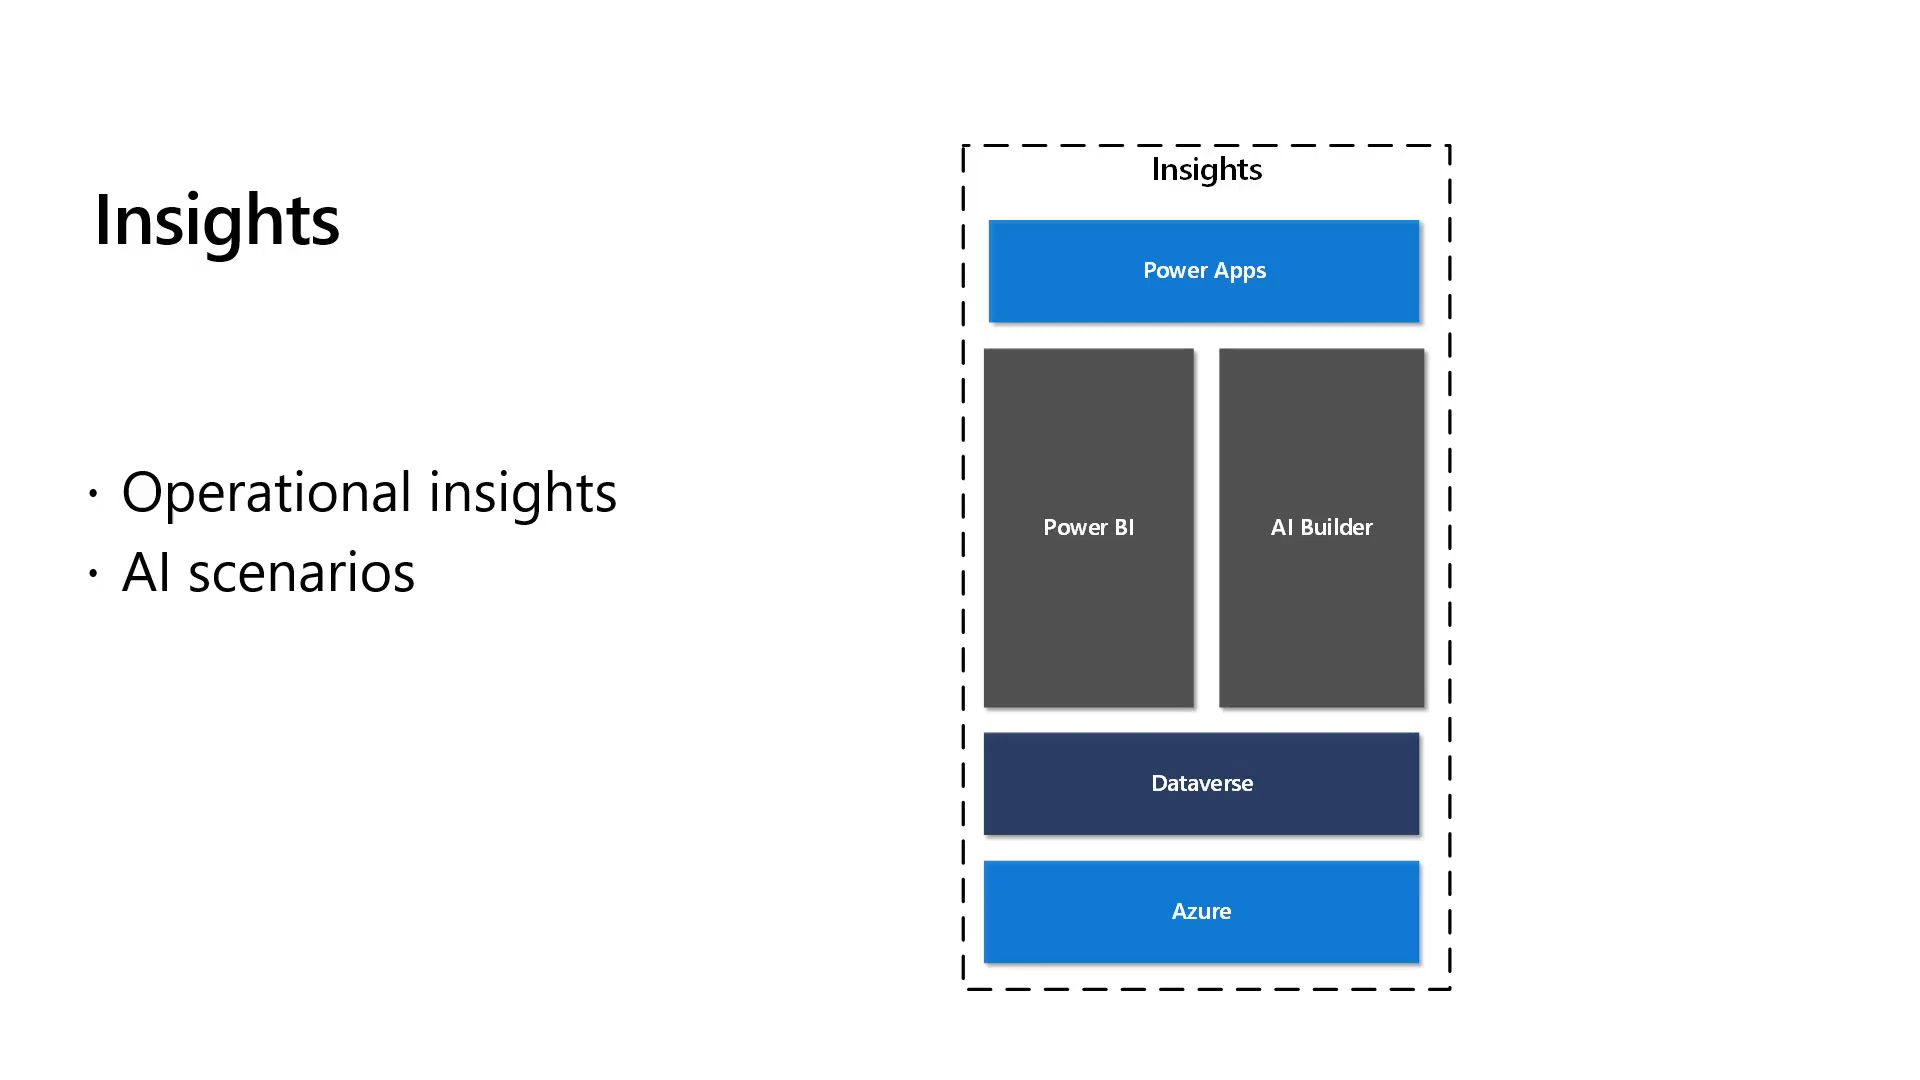 Insights
· Operational insights
· AI scenarios
Insights
Power Apps
Power BI
AI Builder
Dataverse
Azure